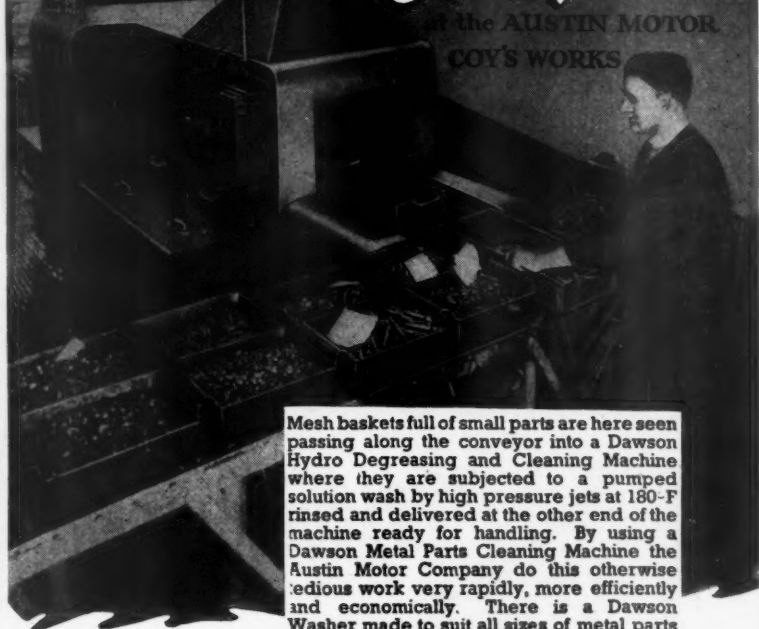 at the AUSTIN MOTOR
COY'S WORKS
Mesh baskets full of small parts are here seen
passing along the conveyor into a Dawson
Hydro Degreasing and Cleaning Machine
where they are subjected to a pumped
solution wash by high pressure jets at 180°F
rinsed and delivered at the other end of the
machine ready for handling. By using a
Dawson Metal Parts Cleaning Machine the
Austin Motor Company do this otherwise
tedious work very rapidly, more efficiently
and economically. There is a Dawson
Washer made to suit all sizes of metal parts